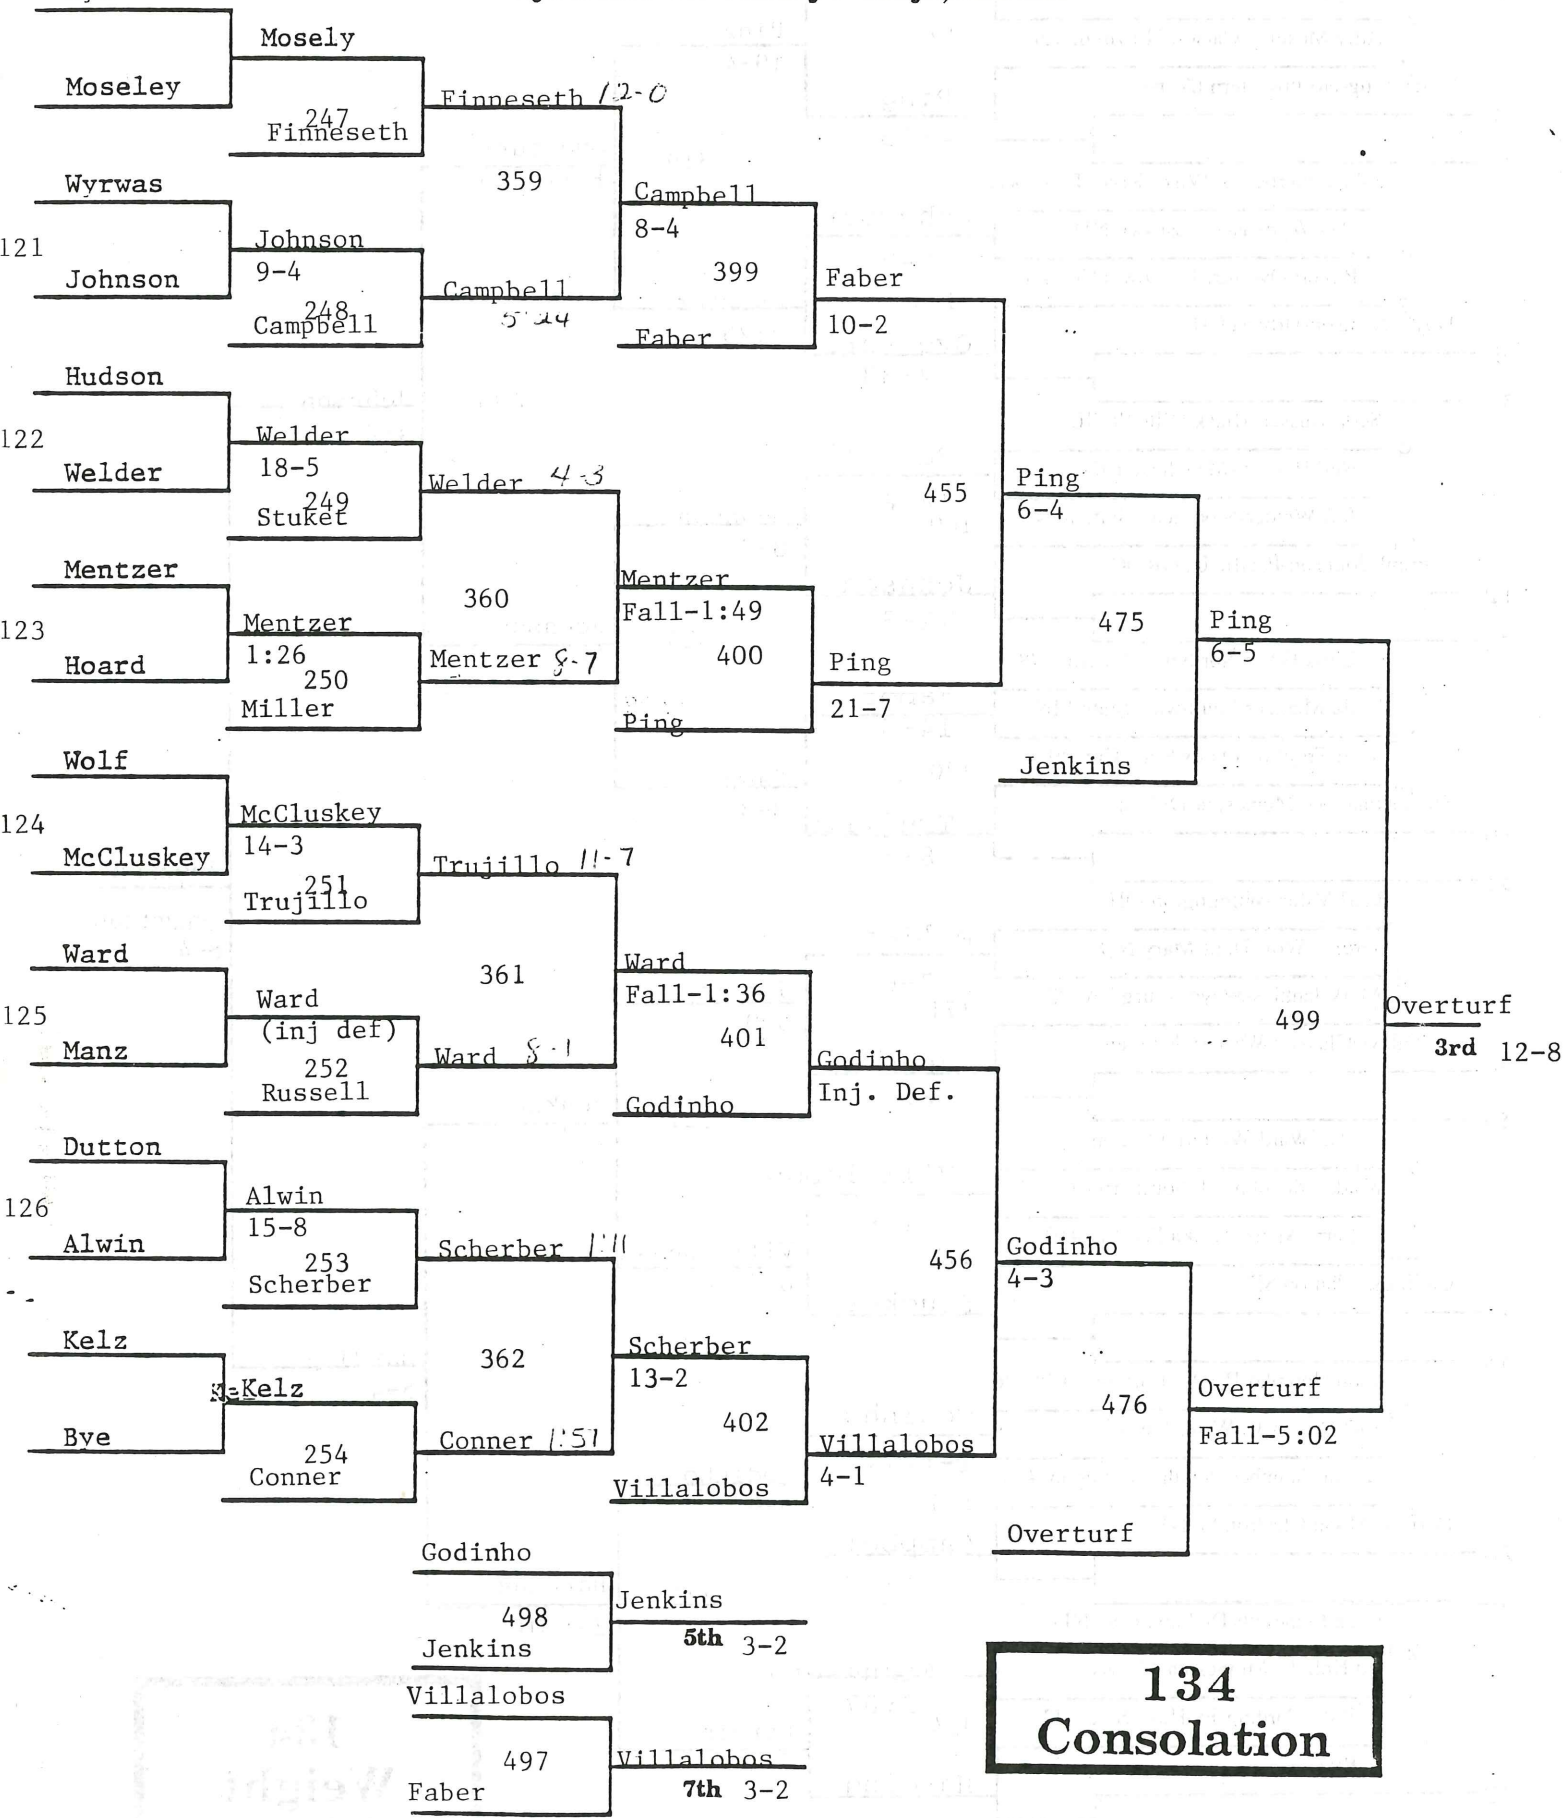 Mosely
Moseley
247
Finneseth
Finneseth 12-0
359
Wyrwas
121
Johnson
Johnson
9-4
248
Campbell
Campbell
Campbell
8-4
399
Faber
Faber
10-2
Hudson
122
Welder
Welder
18-5
249
Stuket
Welder 4-3
455
Ping
6-4
Mentzer
123
Hoard
Mentzer
1:26
250
Miller
360
Mentzer 8-7
Mentzer
Fall-1:49
400
Ping
Ping
21-7
475
Jenkins
Ping
6-5
Wolf
124
McCluskey
McCluskey
14-3
251
Trujillo
Trujillo 11-7
361
Ward
125
Manz
Ward
(inj def)
252
Russell
Ward 8-1
Ward
Fall-1:36
401
Godinho
Godinho
Inj. Def.
499
Overturf
3rd 12-8
Dutton
126
Alwin
Alwin
15-8
253
Scherber
Scherber 1:11
362
456
Godinho
4-3
Kelz
Bye
Kelz
254
Conner
Conner 1:51
Scherber
13-2
402
Villalobos
Villalobos
4-1
476
Overturf
Overturf
Fall-5:02
Godinho
498
Jenkins
Jenkins
5th 3-2
Villalobos
497
Faber
Villalobos
7th 3-2
134
Consolation